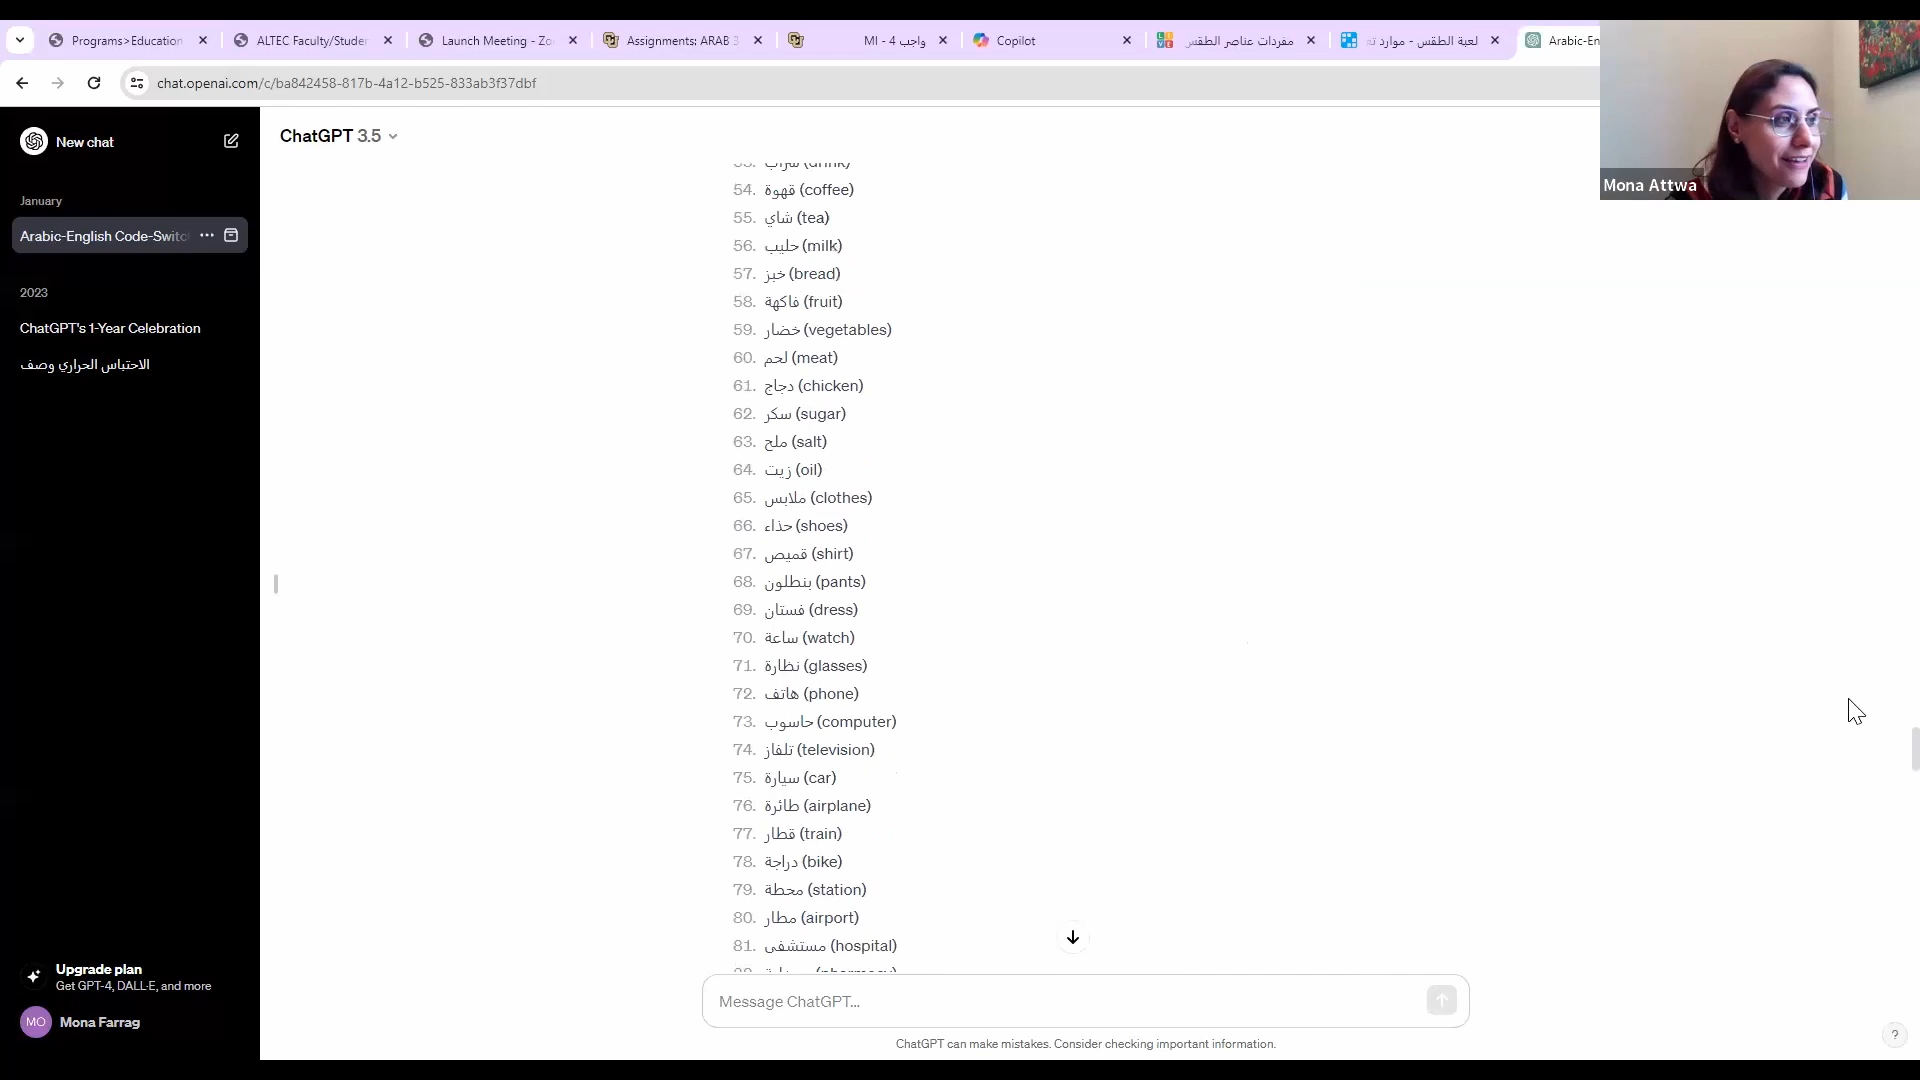 Programs>Education
ALTEC Faculty/Studer
Launch Meeting - Zo
Assignments: ARAB 3
واجب 4 - MI
Copilot
مفردات عناصر الطقس
لعبة الطقس - موارد تع
Arabic-En
chat.openai.com/c/ba842458-817b-4a12-b525-833ab3f37dbf
New chat
ChatGPT 3.5
January
Arabic-English Code-Switc
2023
ChatGPT's 1-Year Celebration
الاحتباس الحراري وصف
Mona Attwa
54. قهوة (coffee)
55. شاي (tea)
56. حليب (milk)
57. خبز (bread)
58. فاكهة (fruit)
59. خضار (vegetables)
60. لحم (meat)
61. دجاج (chicken)
62. سكر (sugar)
63. ملح (salt)
64. زيت (oil)
65. ملابس (clothes)
66. حذاء (shoes)
67. قميص (shirt)
68. بنطلون (pants)
69. فستان (dress)
70. ساعة (watch)
71. نظارة (glasses)
72. هاتف (phone)
73. حاسوب (computer)
74. تلفاز (television)
75. سيارة (car)
76. طائرة (airplane)
77. قطار (train)
78. دراجة (bike)
79. محطة (station)
80. مطار (airport)
81. مستشفى (hospital)
Upgrade plan
Get GPT-4, DALL·E, and more
MO
Mona Farrag
Message ChatGPT...
ChatGPT can make mistakes. Consider checking important information.
?